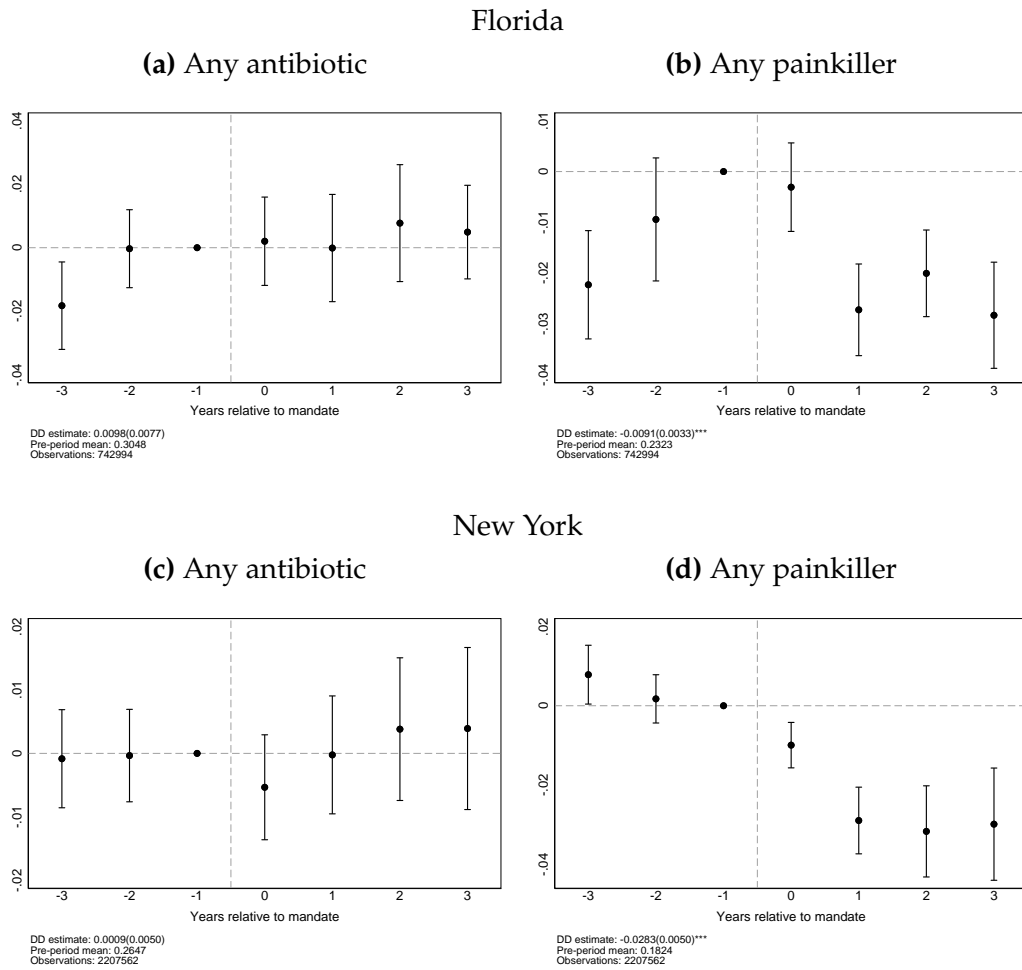 Florida
(a) Any antibiotic
(b) Any painkiller
.04
.02
0
-.02
-.04
-3 -2 -1 0 1 2 3
Years relative to mandate
DD estimate: 0.0098(0.0077)
Pre-period mean: 0.3048
Observations: 742994
.01
0
-.01
-.02
-.03
-.04
-3 -2 -1 0 1 2 3
Years relative to mandate
DD estimate: -0.0091(0.0033)***
Pre-period mean: 0.2323
Observations: 742994
New York
(c) Any antibiotic
(d) Any painkiller
.02
.01
0
-.01
-.02
-3 -2 -1 0 1 2 3
Years relative to mandate
DD estimate: 0.0009(0.0050)
Pre-period mean: 0.2647
Observations: 2207562
.02
0
-.02
-.04
-3 -2 -1 0 1 2 3
Years relative to mandate
DD estimate: -0.0283(0.0050)***
Pre-period mean: 0.1824
Observations: 2207562